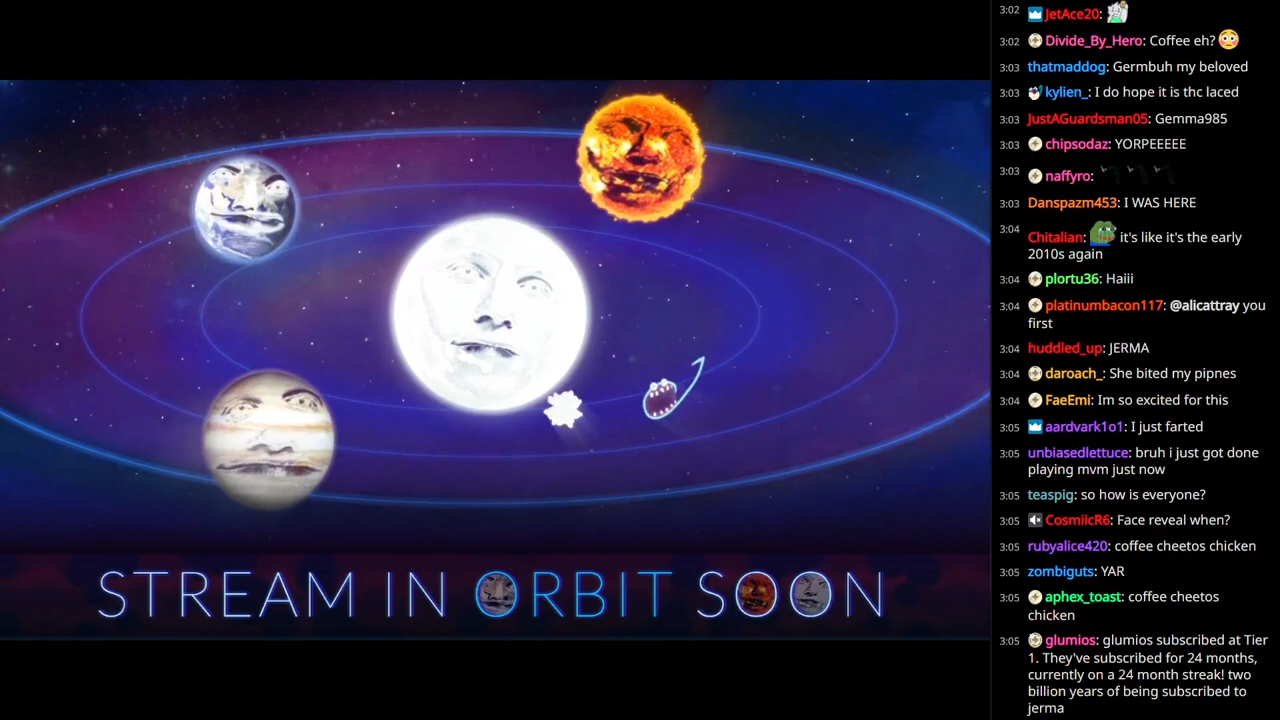 STREAM IN ORBIT SOON
3:02 JetAce20:
3:02 Divide_By_Hero: Coffee eh?
3:03 thatmaddog: Germbuh my beloved
3:03 kylien_: I do hope it is thc laced
3:03 JustAGuardsman05: Gemma985
3:03 chipsodaz: YORPEEEEE
3:03 naffyro:
3:03 Danspazm453: I WAS HERE
3:04 Chitalian: it's like it's the early
2010s again
3:04 plortu36: Haiii
3:04 platinumbacon117: @alicattray you
first
3:04 huddled_up: JERMA
3:04 daroach_: She bited my pipnes
3:04 FaeEmi: Im so excited for this
3:05 aardvark1o1: I just farted
3:05 unbiasedlettuce: bruh i just got done
playing mvm just now
3:05 teaspig: so how is everyone?
3:05 CosmiicR6: Face reveal when?
3:05 rubyalice420: coffee cheetos chicken
3:05 zombiguts: YAR
3:05 aphex_toast: coffee cheetos
chicken
3:05 glumios: glumios subscribed at Tier
1. They've subscribed for 24 months,
currently on a 24 month streak! two
billion years of being subscribed to
jerma